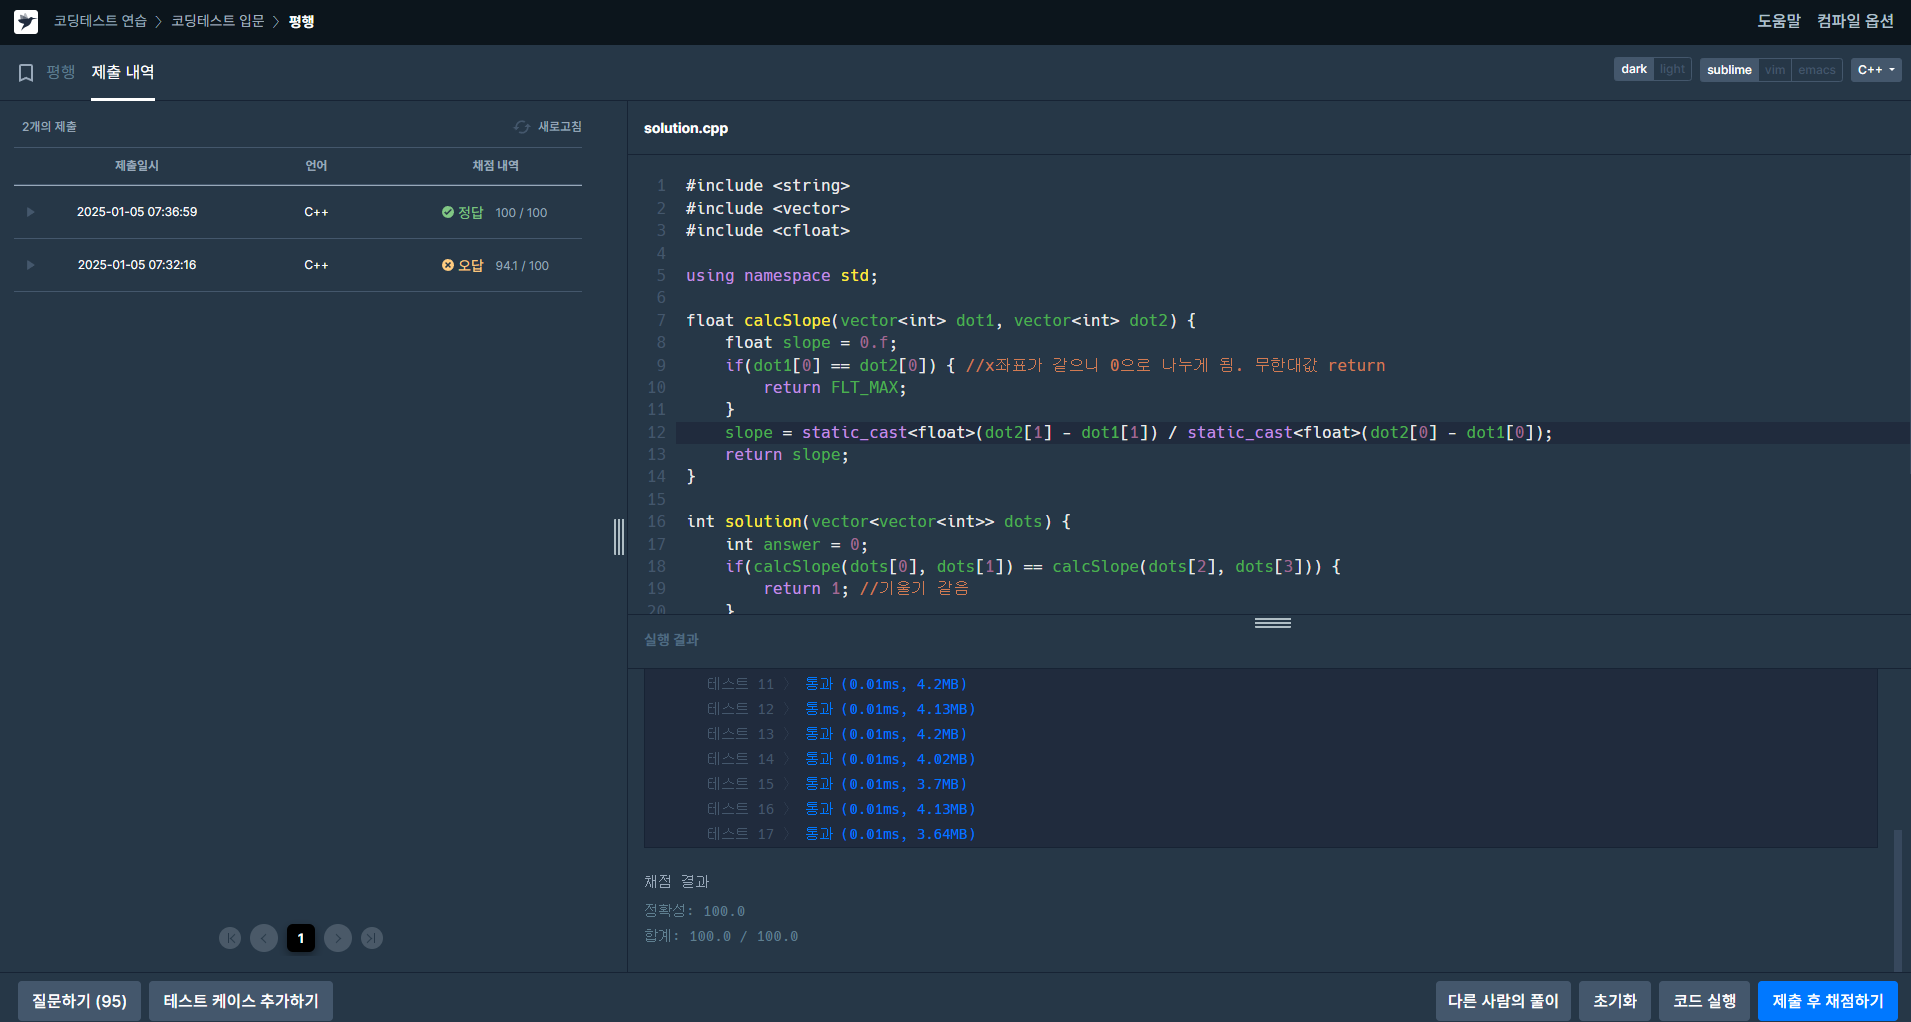 코딩테스트 연습 > 코딩테스트 입문 > 평행
도움말 컴파일 옵션
평행 제출 내역
dark light sublime vim emacs C++
2개의 제출 새로고침
제출일시 언어 채점 내역
2025-01-05 07:36:59 C++ 정답 100 / 100
2025-01-05 07:32:16 C++ 오답 94.1 / 100
1
solution.cpp
1 #include <string>
2 #include <vector>
3 #include <cfloat>
4
5 using namespace std;
6
7 float calcSlope(vector<int> dot1, vector<int> dot2) {
8 float slope = 0.f;
9 if(dot1[0] == dot2[0]) { //x좌표가 같으니 0으로 나누게 됨. 무한대값 return
10 return FLT_MAX;
11 }
12 slope = static_cast<float>(dot2[1] - dot1[1]) / static_cast<float>(dot2[0] - dot1[0]);
13 return slope;
14 }
15
16 int solution(vector<vector<int>> dots) {
17 int answer = 0;
18 if(calcSlope(dots[0], dots[1]) == calcSlope(dots[2], dots[3])) {
19 return 1; //기울기 같음
20 }
실행 결과
테스트 11 > 통과 (0.01ms, 4.2MB)
테스트 12 > 통과 (0.01ms, 4.13MB)
테스트 13 > 통과 (0.01ms, 4.2MB)
테스트 14 > 통과 (0.01ms, 4.02MB)
테스트 15 > 통과 (0.01ms, 3.7MB)
테스트 16 > 통과 (0.01ms, 4.13MB)
테스트 17 > 통과 (0.01ms, 3.64MB)
채점 결과
정확성: 100.0
합계: 100.0 / 100.0
질문하기 (95) 테스트 케이스 추가하기
다른 사람의 풀이 초기화 코드 실행 제출 후 채점하기